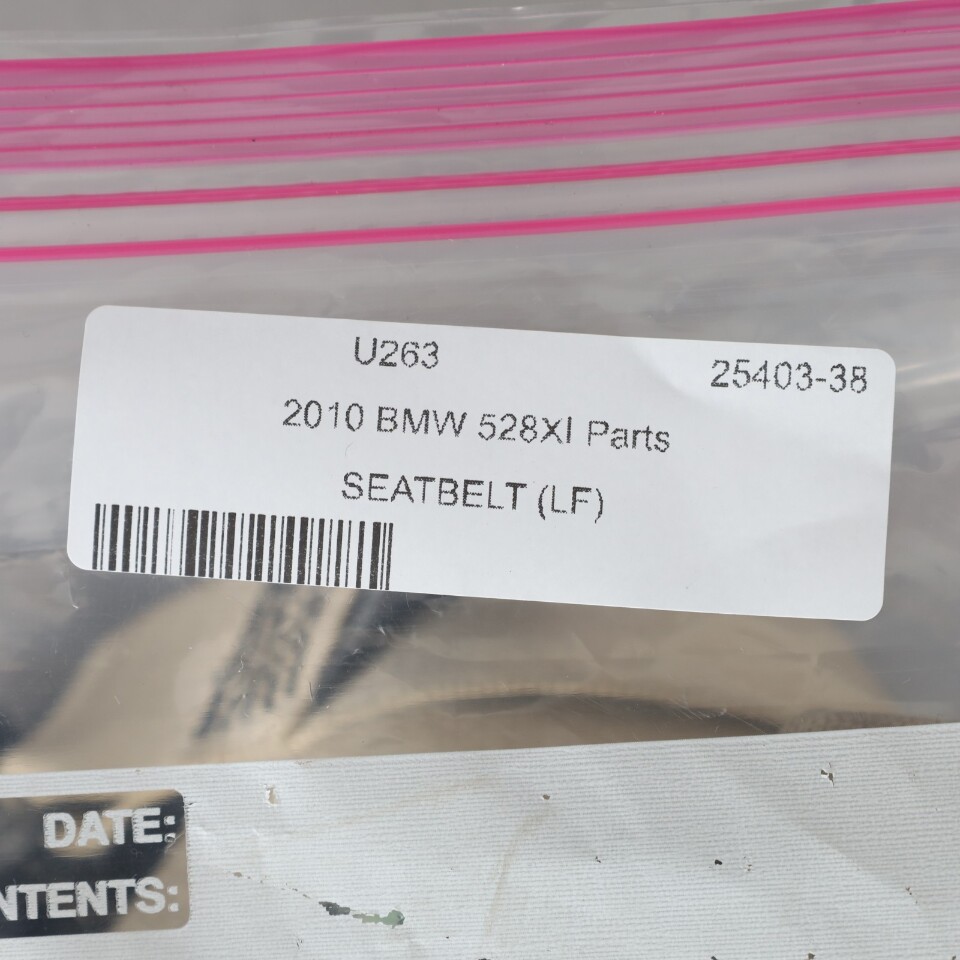 U263 25403-38
2010 BMW 528XI Parts
SEATBELT (LF)
DATE:
NTENTS: